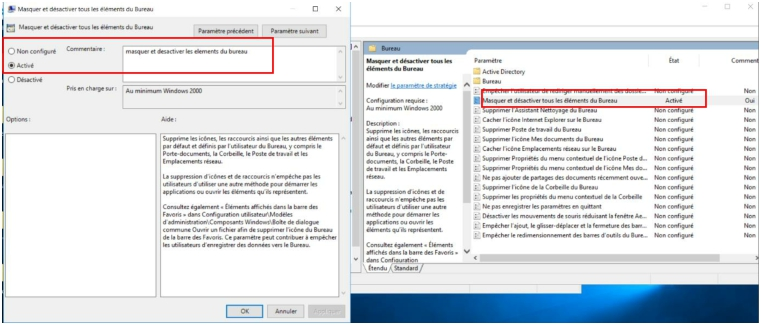 Masquer et désactiver tous les éléments du Bureau
Masquer et désactiver tous les éléments du Bureau
Paramètre précédent
Paramètre suivant
Non configuré
Commentaire :
masquer et desactiver les elements du bureau
Activé
Désactivé
Pris en charge sur :
Au minimum Windows 2000
Options :
Aide :
Supprime les icônes, les raccourcis ainsi que les autres éléments
par défaut et définis par l'utilisateur du Bureau, y compris le
Porte-documents, la Corbeille, le Poste de travail et les
Emplacements réseau.
La suppression d'icônes et de raccourcis n'empêche pas les
utilisateurs d'utiliser une autre méthode pour démarrer les
applications ou ouvrir les éléments qu'ils représentent.
Consultez également « Éléments affichés dans la barre des
Favoris » dans Configuration utilisateur\Modèles
d'administration\Composants Windows\Boîte de dialogue
commune Ouvrir un fichier afin de supprimer l'icône du Bureau
de la barre des Favoris. Ce paramètre peut contribuer à empêcher
les utilisateurs d'enregistrer des données vers le Bureau.
OK
Annuler
Bureau
Masquer et désactiver tous les
éléments du Bureau
Modifier le paramètre de stratégie
Configuration requise :
Au minimum Windows 2000
Description :
Supprime les icônes, les raccourcis
ainsi que les autres éléments par
défaut et définis par l'utilisateur
du Bureau, y compris le Porte-
documents, la Corbeille, le Poste
de travail et les Emplacements
réseau.
La suppression d'icônes et de
raccourcis n'empêche pas les
utilisateurs d'utiliser une autre
méthode pour démarrer les
applications ou ouvrir les
éléments qu'ils représentent.
Consultez également « Éléments
affichés dans la barre des Favoris »
dans Configuration
Étendu
Standard
Paramètre
État
Comment
Active Directory
Bureau
Empêcher l'utilisateur de rediriger manuellement des dossie... Non configuré Non
Masquer et désactiver tous les éléments du Bureau Activé Oui
Supprimer l'Assistant Nettoyage du Bureau Non configuré Non
Cacher l'icône Internet Explorer sur le Bureau Non configuré Non
Supprimer Poste de travail du Bureau Non configuré Non
Supprimer l'icône Mes documents du Bureau Non configuré Non
Cacher l'icône Emplacements réseau sur le Bureau Non configuré Non
Supprimer Propriétés du menu contextuel de l'icône Poste d... Non configuré Non
Supprimer Propriétés du menu contextuel de l'icône Mes do... Non configuré Non
Ne pas ajouter de partages des documents récemment ouve... Non configuré Non
Supprimer l'icône de la Corbeille du Bureau Non configuré Non
Supprimer les propriétés du menu contextuel de la Corbeille Non configuré Non
Ne pas enregistrer les paramètres en quittant Non configuré Non
Désactiver les mouvements de souris réduisant la fenêtre Ae... Non configuré Non
Empêcher l'ajout, le glisser-déplacer et la fermeture des barr... Non configuré Non
Empêcher le redimensionnement des barres d'outils du Bure... Non configuré Non